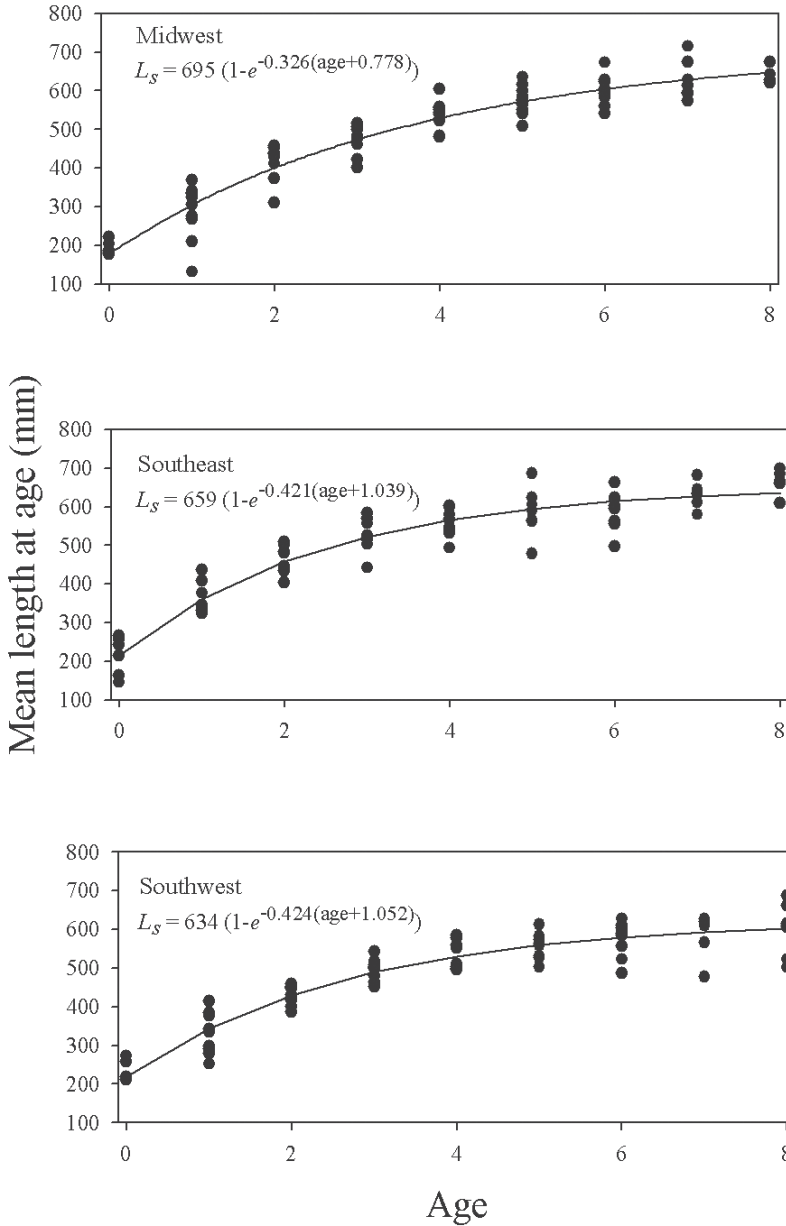 Mean length at age (mm)
Midwest
Ls = 695 (1-e-0.326(age+0.778))
800
700
600
500
400
300
200
100
0 2 4 6 8
Southeast
Ls = 659 (1-e-0.421(age+1.039))
800
700
600
500
400
300
200
100
0 2 4 6 8
Southwest
Ls = 634 (1-e-0.424(age+1.052))
800
700
600
500
400
300
200
100
0 2 4 6 8
Age